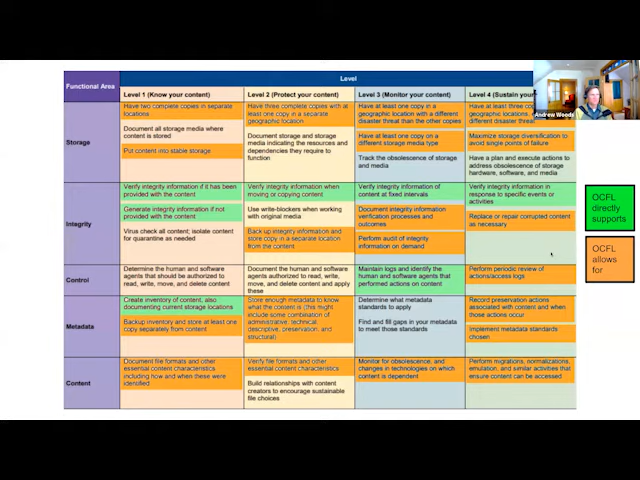 Functional Area
Level
Level 1 (Know your content)
Level 2 (Protect your content)
Level 3 (Monitor your content)
Level 4 (Sustain your
Andrew Woods
Storage
Have two complete copies in separate
locations
Document all storage media where
content is stored
Put content into stable storage
Have three complete copies with at
least one copy in a separate
geographic location
Document storage and storage
media indicating the resources and
dependencies they require to
function
Have at least one copy in a
geographic location with a different
disaster threat than the other copies
Have at least one copy on a
different storage media type
Track the obsolescence of storage
and media
Have at least three cop
geographic locations,
different disaster threat
Maximize storage diversification to
avoid single points of failure
Have a plan and execute actions to
address obsolescence of storage
hardware, software, and media
Integrity
Verify integrity information if it has been
provided with the content
Generate integrity information if not
provided with the content
Virus check all content; isolate content
for quarantine as needed
Verify integrity information when
moving or copying content
Use write-blockers when working
with original media
Back up integrity information and
store copy in a separate location
from the content
Verify integrity information of
content at fixed intervals
Document integrity information
verification processes and
outcomes
Perform audit of integrity
information on demand
Verify integrity information in
response to specific events or
activities
Replace or repair corrupted content
as necessary
OCFL
directly
supports
OCFL
allows
for
Control
Determine the human and software
agents that should be authorized to
read, write, move, and delete content
Document the human and software
agents authorized to read, write,
move, and delete content and apply
these
Maintain logs and identify the
human and software agents that
performed actions on content
Perform periodic review of
actions/access logs
Metadata
Create inventory of content, also
documenting current storage locations
Backup inventory and store at least one
copy separately from content
Store enough metadata to know
what the content is (this might
include some combination of
administrative, technical,
descriptive, preservation, and
structural)
Determine what metadata
standards to apply
Find and fill gaps in your metadata
to meet those standards
Record preservation actions
associated with content and when
those actions occur
Implement metadata standards
chosen
Content
Document file formats and other
essential content characteristics
including how and when these were
identified
Verify file formats and other
essential content characteristics
Build relationships with content
creators to encourage sustainable
file choices
Monitor for obsolescence, and
changes in technologies on which
content is dependent
Perform migrations, normalizations,
emulation, and similar activities that
ensure content can be accessed